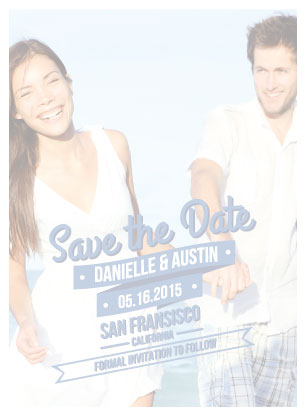 Save the Date
DANIELLE & AUSTIN
05.16.2015
SAN FRANSISCO
CALIFORNIA
FORMAL INVITATION TO FOLLOW